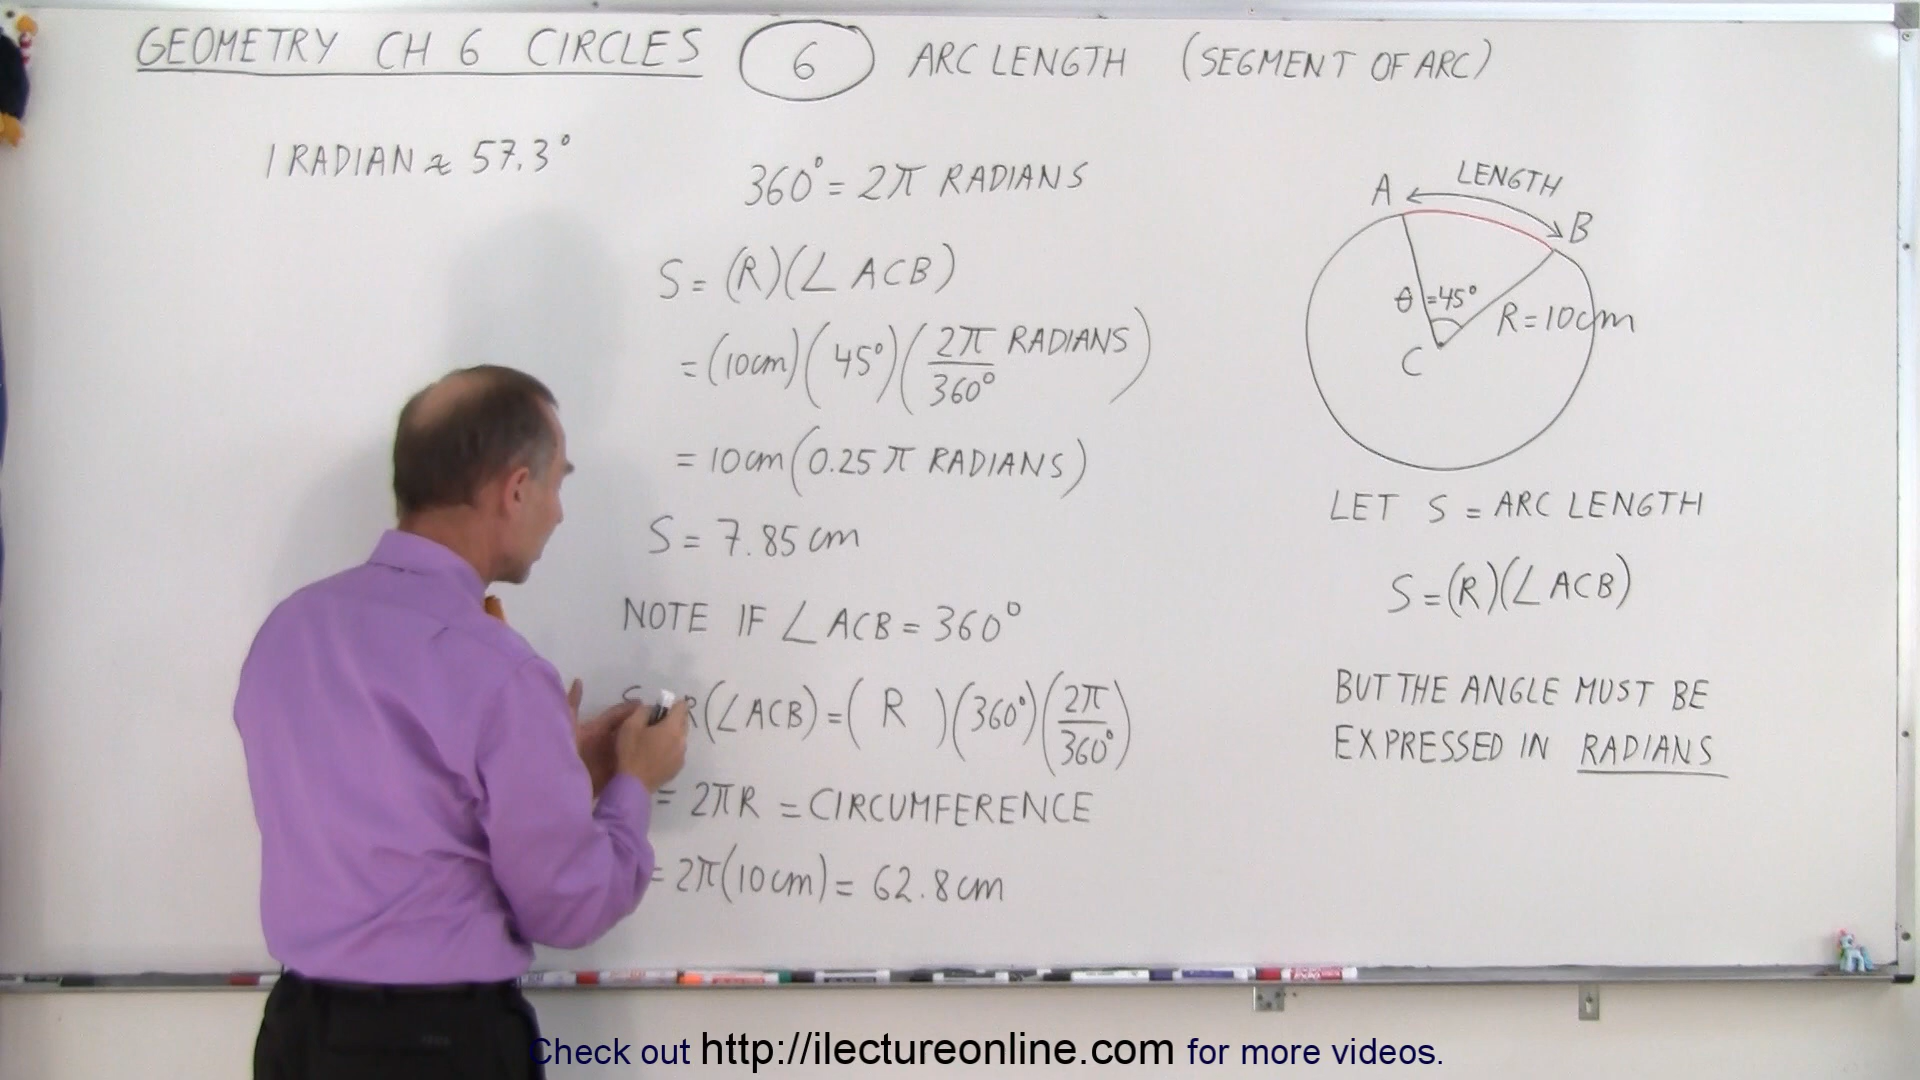 GEOMETRY CH 6 CIRCLES 6 ARC LENGTH (SEGMENT OF ARC)
1 RADIAN ≈ 57.3°
360° = 2π RADIANS
S = (R)(∠ ACB)
= (10cm)(45°)(2π/360° RADIANS)
= 10cm(0.25π RADIANS)
S = 7.85 cm
NOTE IF ∠ ACB = 360°
R(∠ACB) = ( R )(360°)(2π/360°)
= 2πR = CIRCUMFERENCE
= 2π(10cm) = 62.8cm
LENGTH
A
B
θ = 45°
R = 10cm
C
LET S = ARC LENGTH
S = (R)(∠ ACB)
BUT THE ANGLE MUST BE
EXPRESSED IN RADIANS
Check out http://ilectureonline.com for more videos.